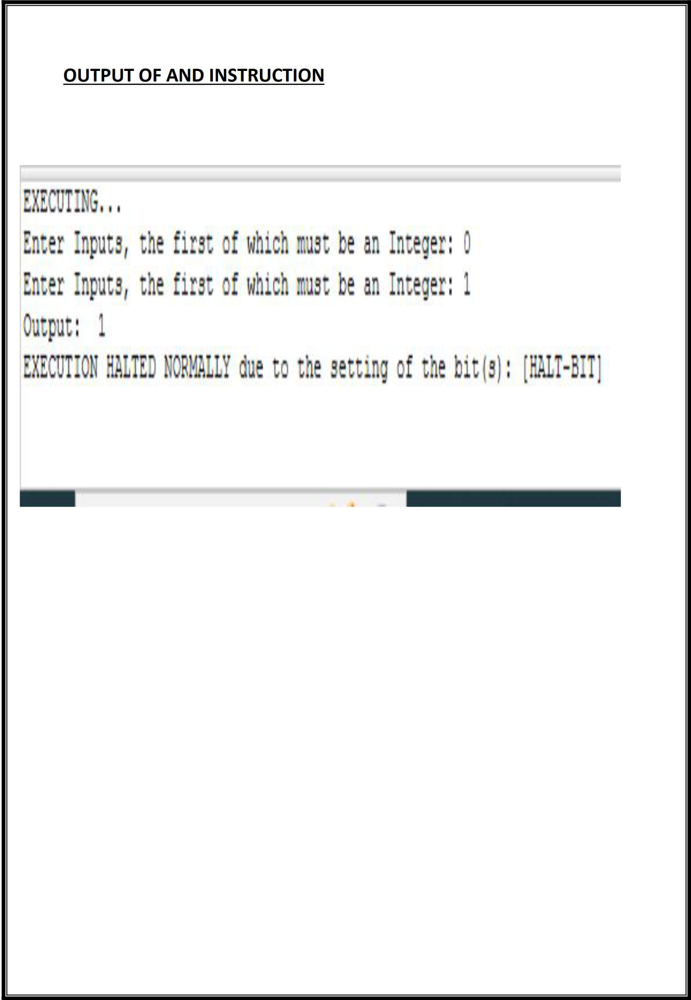 OUTPUT OF AND INSTRUCTION
EXECUTING...
Enter Inputs, the first of which must be an Integer: 0
Enter Inputs, the first of which must be an Integer: 1
Output:  1
EXECUTION HALTED NORMALLY due to the setting of the bit(s): [HALT-BIT]